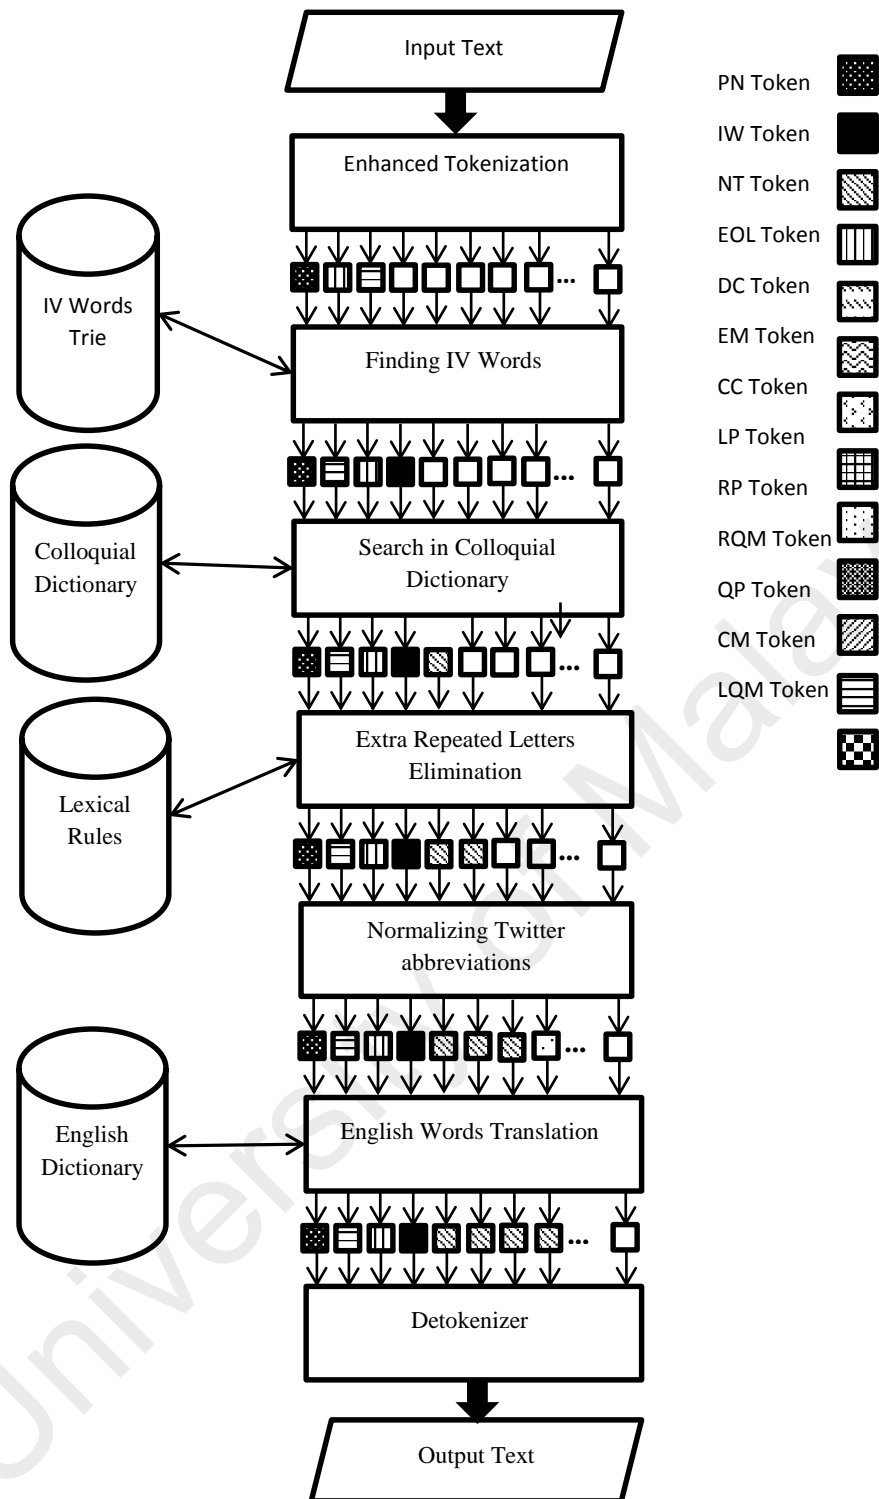 Input Text
Enhanced Tokenization
...
IV Words
Trie
Finding IV Words
...
Colloquial
Dictionary
Search in Colloquial
Dictionary
...
Lexical
Rules
Extra Repeated Letters
Elimination
...
Normalizing Twitter
abbreviations
...
English
Dictionary
English Words Translation
...
Detokenizer
Output Text
PN Token
IW Token
NT Token
EOL Token
DC Token
EM Token
CC Token
LP Token
RP Token
RQM Token
QP Token
CM Token
LQM Token
University of Malay